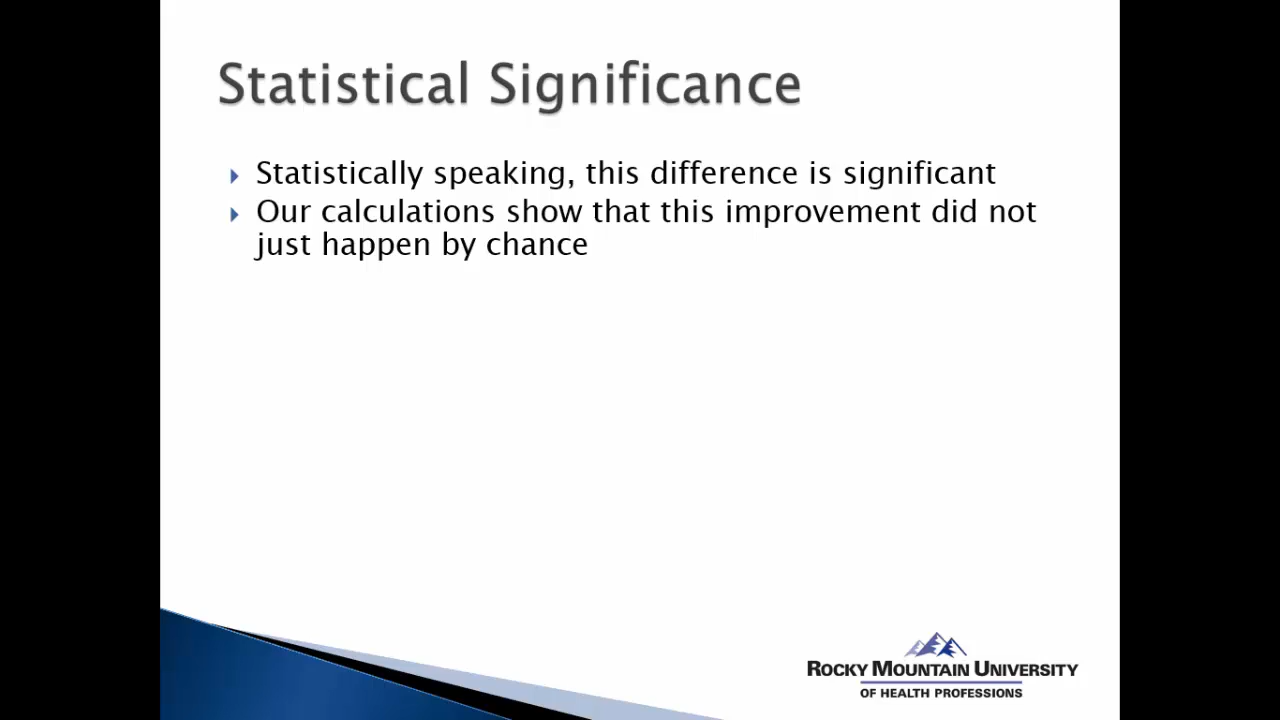 Statistical Significance
Statistically speaking, this difference is significant
Our calculations show that this improvement did not
just happen by chance
ROCKY MOUNTAIN UNIVERSITY
OF HEALTH PROFESSIONS